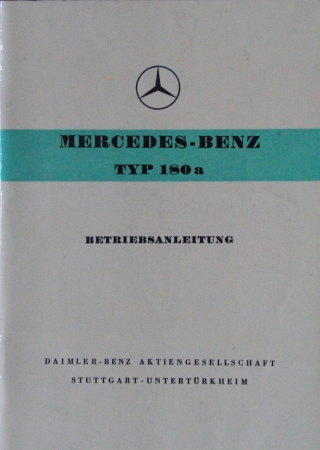 MERCEDES-BENZ
TYP 180a
BETRIEBSANLEITUNG
DAIMLER-BENZ AKTIENGESELLSCHAFT
STUTTGART-UNTERTÜRKHEIM